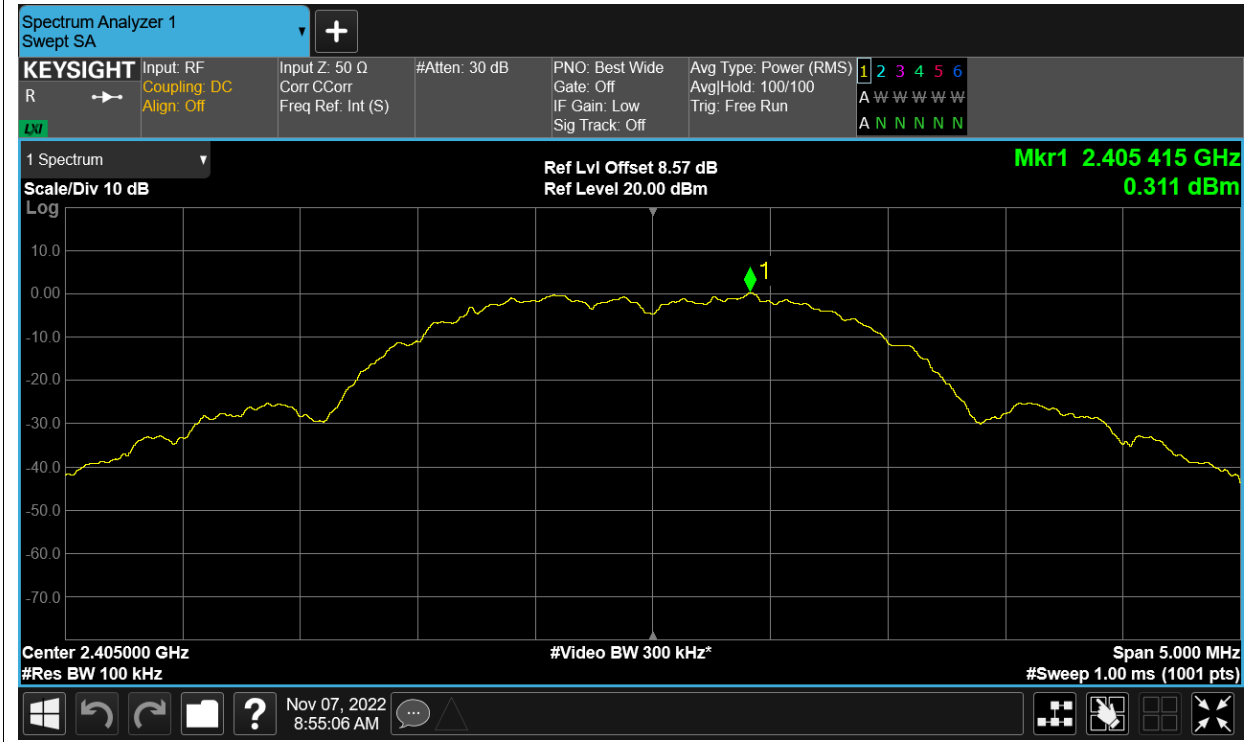 Spectrum Analyzer 1
Swept SA
+
KEYSIGHT
R
LXI
Input: RF
Coupling: DC
Align: Off
Input Z: 50 Ω
Corr CCorr
Freq Ref: Int (S)
#Atten: 30 dB
PNO: Best Wide
Gate: Off
IF Gain: Low
Sig Track: Off
Avg Type: Power (RMS)
Avg|Hold: 100/100
Trig: Free Run
1 2 3 4 5 6
A W W W W W
A N N N N N
1 Spectrum
Scale/Div 10 dB
Log
Ref Lvl Offset 8.57 dB
Ref Level 20.00 dBm
Mkr1 2.405 415 GHz
0.311 dBm
1
10.0
0.00
-10.0
-20.0
-30.0
-40.0
-50.0
-60.0
-70.0
Center 2.405000 GHz
#Res BW 100 kHz
#Video BW 300 kHz*
Span 5.000 MHz
#Sweep 1.00 ms (1001 pts)
?
Nov 07, 2022
8:55:06 AM